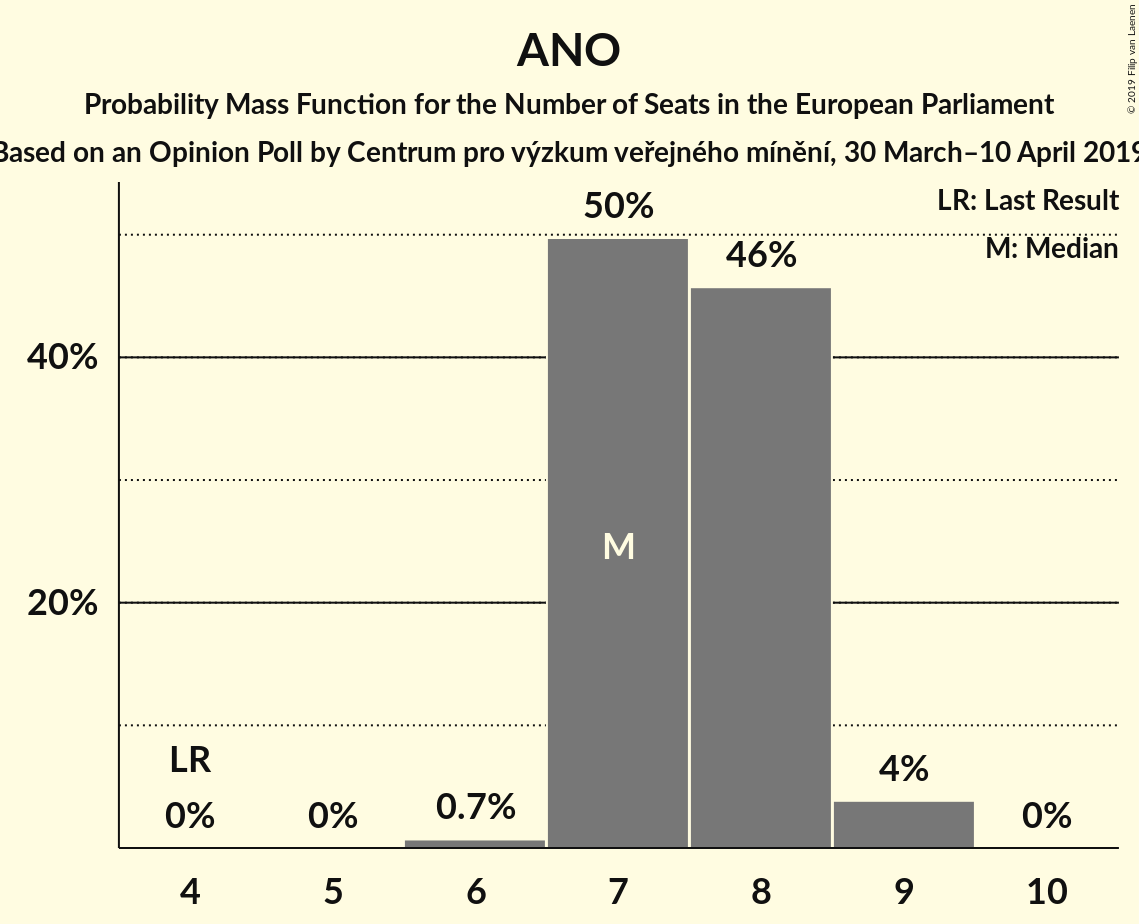 ANO
Probability Mass Function for the Number of Seats in the European Parliament
Based on an Opinion Poll by Centrum pro výzkum veřejného mínění, 30 March–10 April 2019
© 2019 Filip van Laenen
LR: Last Result
M: Median
50%
46%
40%
M
20%
LR
0%
0%
0.7%
4%
0%
4
5
6
7
8
9
10